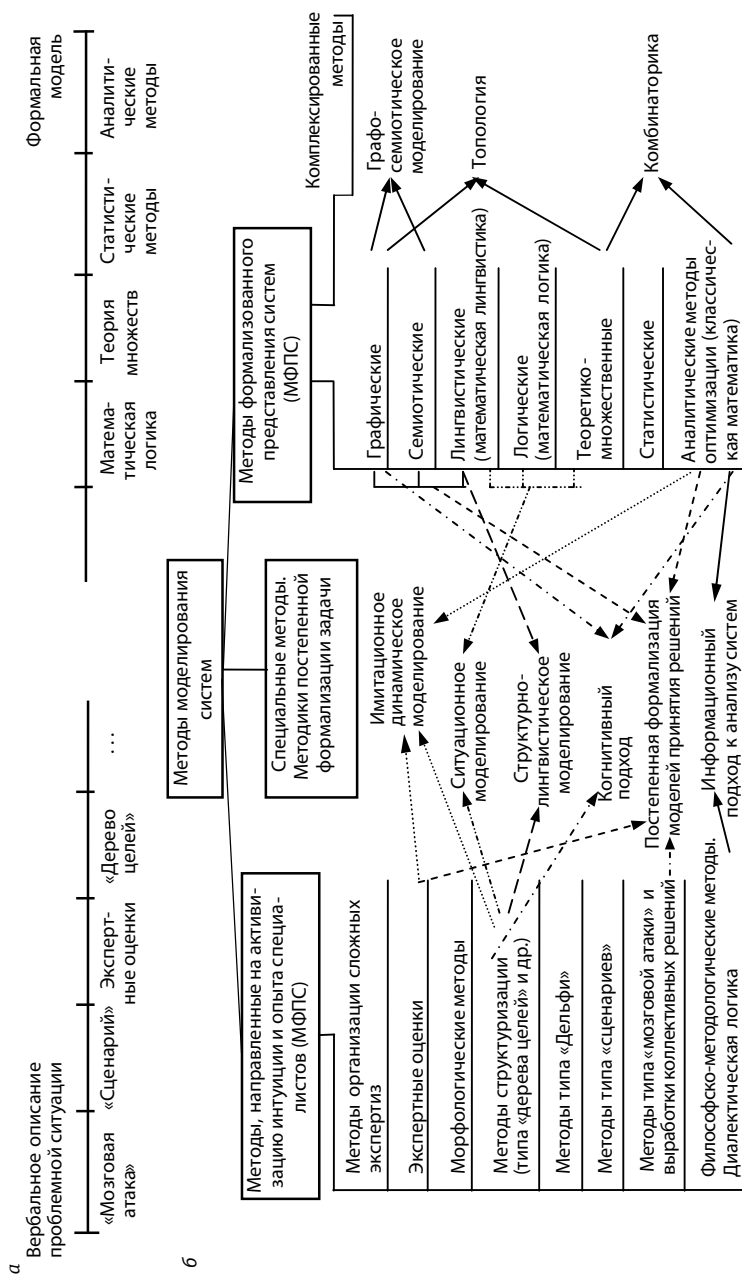 а
Вербальное описание
проблемной ситуации
Формальная
модель
«Мозговая
атака»
«Сценарий»
Эксперт-
ные оценки
«Дерево
целей»
...
Матема-
тическая
логика
Теория
множеств
Статисти-
ческие
методы
Аналити-
ческие
методы
б
Методы моделирования
систем
Методы, направленные на активи-
зацию интуиции и опыта специа-
листов (МФПС)
Специальные методы.
Методики постепенной
формализации задачи
Методы формализованного
представления систем
(МФПС)
Комплексированные
методы
Методы организации сложных
экспертиз
Экспертные оценки
Морфологические методы
Методы структуризации
(типа «дерева целей» и др.)
Методы типа «Дельфи»
Методы типа «сценариев»
Методы типа «мозговой атаки» и
выработки коллективных решений
Философско-методологические методы.
Диалектическая логика
Имитационное
динамическое
моделирование
Ситуационное
моделирование
Структурно-
лингвистическое
моделирование
Когнитивный
подход
Постепенная формализация
моделей принятия решений
Информационный
подход к анализу систем
Графические
Семиотические
Лингвистические
(математическая лингвистика)
Логические
(математическая логика)
Теоретико-
множественные
Статистические
Аналитические методы
оптимизации (классичес-
кая математика)
Графо-
семиотическое
моделирование
Топология
Комбинаторика